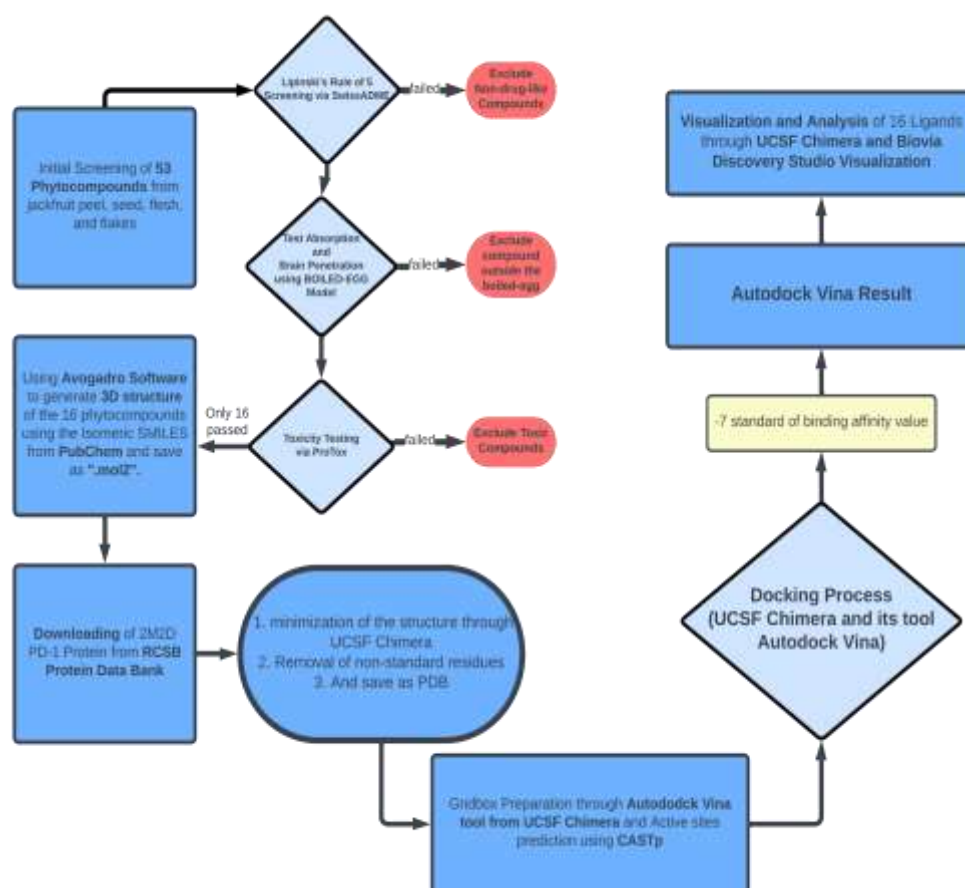 Initial Screening of 53
Phytocompounds from
jackfruit peel, seed, flesh,
and flakes
Lipinski's Rule of 5
Screening via SwissADME
failed
Exclude
Non-drug-like
Compounds
Test Absorption
and
Brain Penetration
using BOILED-EGG
Model
failed
Exclude
compound
outside the
boiled-egg
Toxicity Testing
via ProTox
failed
Exclude Toxic
Compounds
Only 16
passed
Using Avogadro Software
to generate 3D structure
of the 16 phytocompounds
using the Isomeric SMILES
from PubChem and save
as ".mol2".
Downloading of 2M2D
PD-1 Protein from RCSB
Protein Data Bank
1. minimization of the structure through
UCSF Chimera
2. Removal of non-standard residues
3. And save as PDB
Gridbox Preparation through Autododck Vina
tool from UCSF Chimera and Active sites
prediction using CASTp
Docking Process
(UCSF Chimera and its tool
Autodock Vina)
-7 standard of binding affinity value
Autodock Vina Result
Visualization and Analysis of 16 Ligands
through UCSF Chimera and Biovia
Discovery Studio Visualization